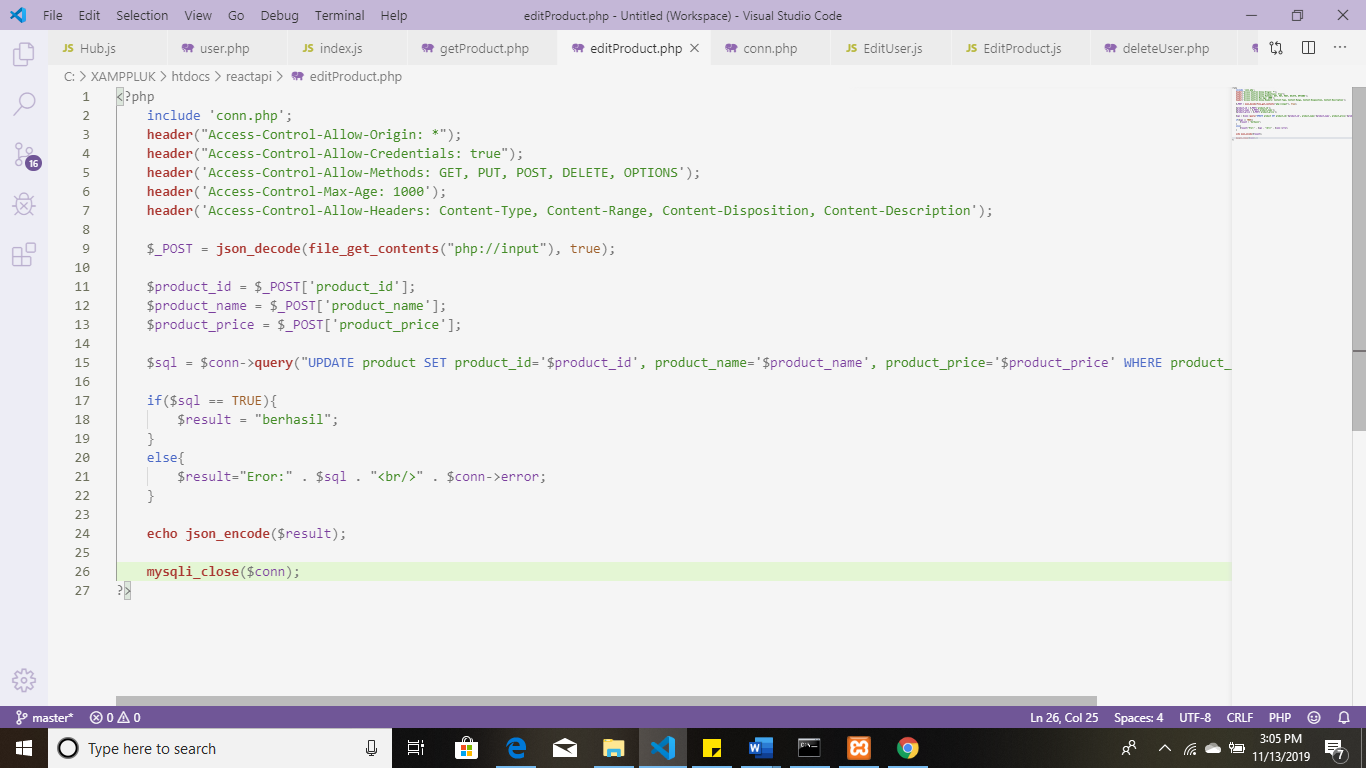 File Edit Selection View Go Debug Terminal Help editProduct.php - Untitled (Workspace) - Visual Studio Code
JS Hub.js user.php JS index.js getProduct.php editProduct.php conn.php JS EditUser.js JS EditProduct.js deleteUser.php
C: > XAMPPLUK > htdocs > reactapi > editProduct.php
1 <?php
2 include 'conn.php';
3 header("Access-Control-Allow-Origin: *");
4 header("Access-Control-Allow-Credentials: true");
5 header('Access-Control-Allow-Methods: GET, PUT, POST, DELETE, OPTIONS');
6 header('Access-Control-Max-Age: 1000');
7 header('Access-Control-Allow-Headers: Content-Type, Content-Range, Content-Disposition, Content-Description');
8
9 $_POST = json_decode(file_get_contents("php://input"), true);
10
11 $product_id = $_POST['product_id'];
12 $product_name = $_POST['product_name'];
13 $product_price = $_POST['product_price'];
14
15 $sql = $conn->query("UPDATE product SET product_id='$product_id', product_name='$product_name', product_price='$product_price' WHERE product_
16
17 if($sql == TRUE){
18 $result = "berhasil";
19 }
20 else{
21 $result="Eror:" . $sql . "<br/>" . $conn->error;
22 }
23
24 echo json_encode($result);
25
26 mysqli_close($conn);
27 ?>
16
master* 0 0 Ln 26, Col 25 Spaces: 4 UTF-8 CRLF PHP
Type here to search
3:05 PM
11/13/2019
7